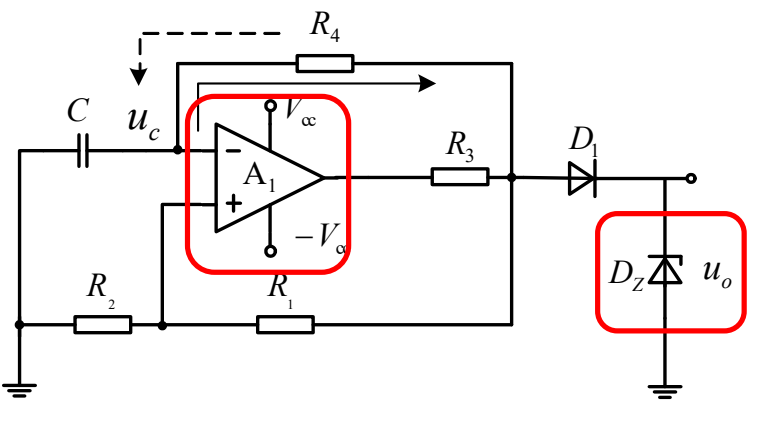 R4
C
uc
Vcc
−
A1
+
−Vcc
R3
D1
DZ
uo
R2
R1